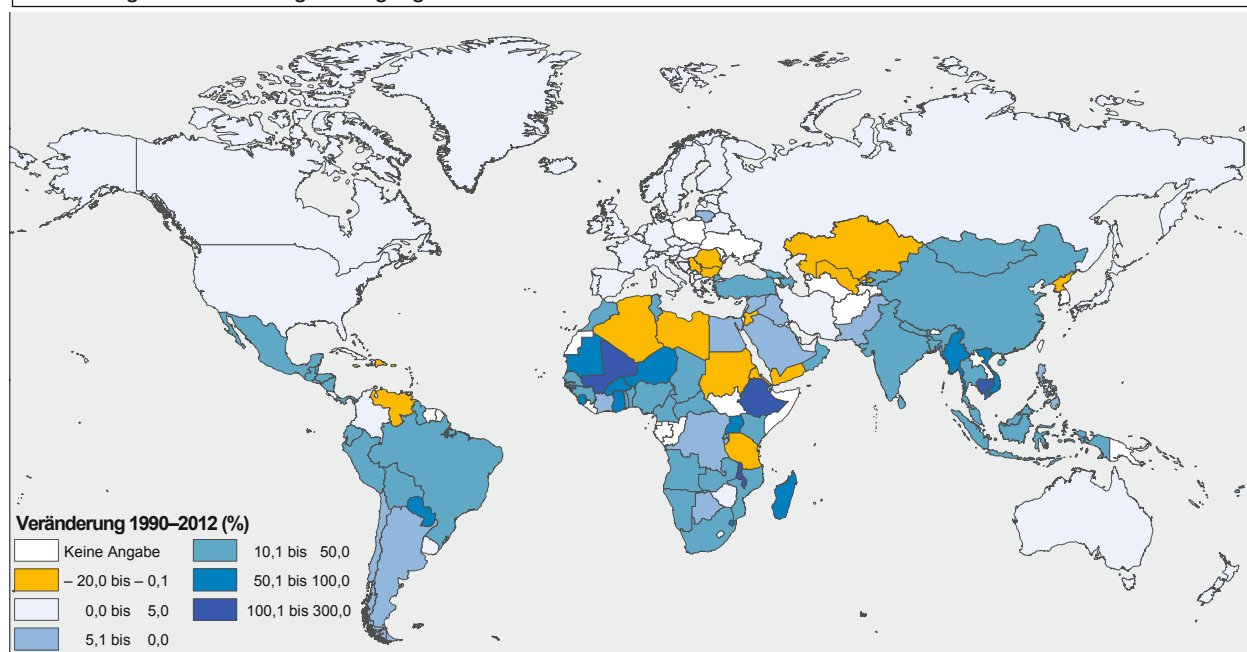 Veränderung 1990–2012 (%)
Keine Angabe
– 20,0 bis – 0,1
0,0 bis 5,0
5,1 bis 0,0
10,1 bis 50,0
50,1 bis 100,0
100,1 bis 300,0